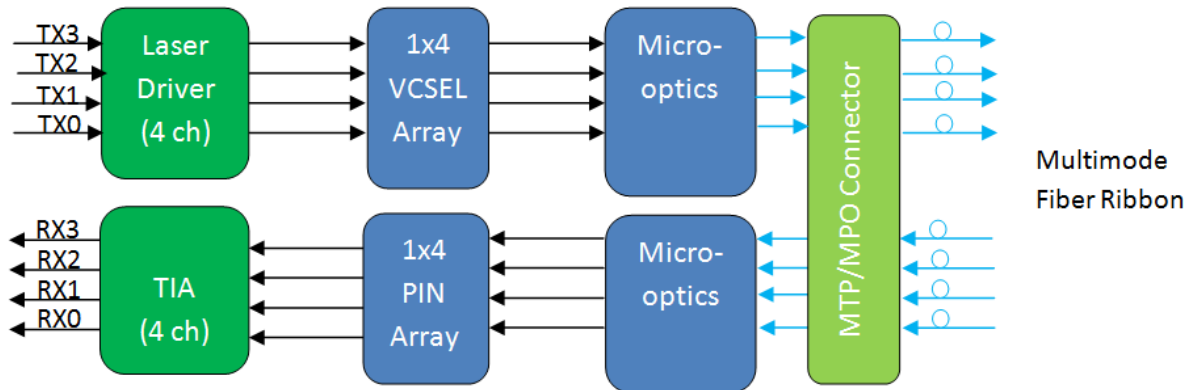 TX3
TX2
TX1
TX0
Laser
Driver
(4 ch)
1x4
VCSEL
Array
Micro-
optics
MTP/MPO Connector
Multimode
Fiber Ribbon
RX3
RX2
RX1
RX0
TIA
(4 ch)
1x4
PIN
Array
Micro-
optics